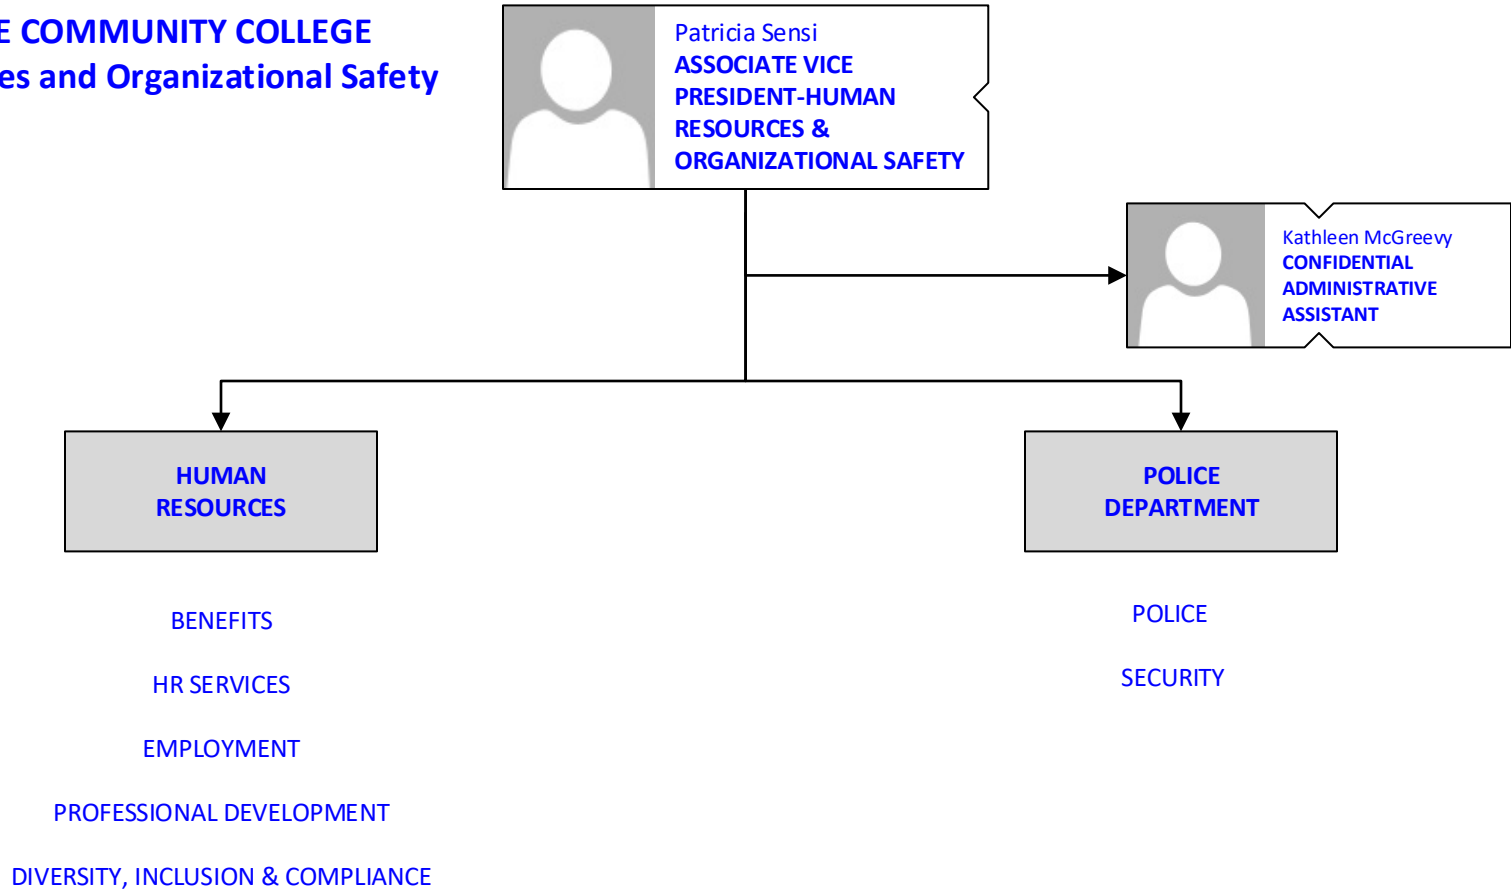 E COMMUNITY COLLEGE
es and Organizational Safety
Patricia Sensi
ASSOCIATE VICE
PRESIDENT-HUMAN
RESOURCES &
ORGANIZATIONAL SAFETY
Kathleen McGreevy
CONFIDENTIAL
ADMINISTRATIVE
ASSISTANT
HUMAN
RESOURCES
BENEFITS
HR SERVICES
EMPLOYMENT
PROFESSIONAL DEVELOPMENT
DIVERSITY, INCLUSION & COMPLIANCE
POLICE
DEPARTMENT
POLICE
SECURITY